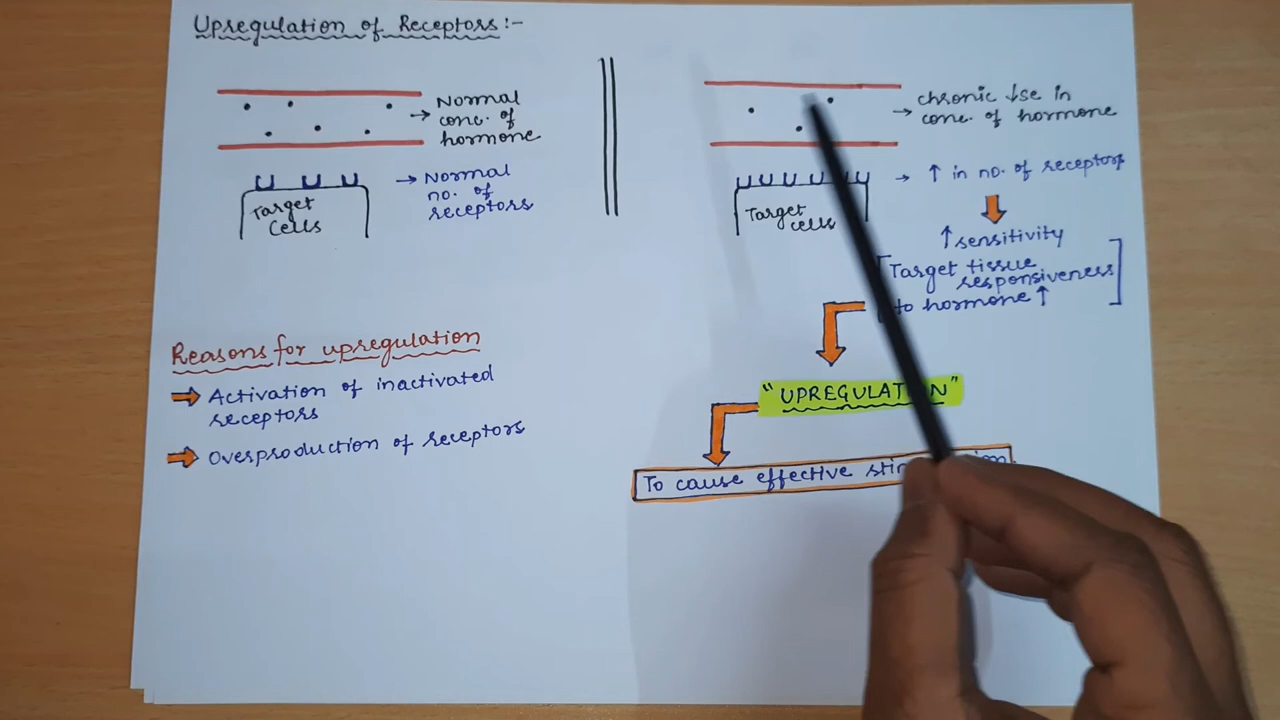 Upregulation of Receptors:-
→ Normal
conc. of
hormone
→ Normal
no. of
receptors
Target
Cells
→ chronic ↓se in
conc. of hormone
→ ↑ in no. of receptors
Target
cells
↑ sensitivity
[Target tissue
responsiveness
to hormone ↑]
"UPREGULATION"
To cause effective
Reasons for upregulation
⇒ Activation of inactivated
receptors
⇒ Overproduction of receptors